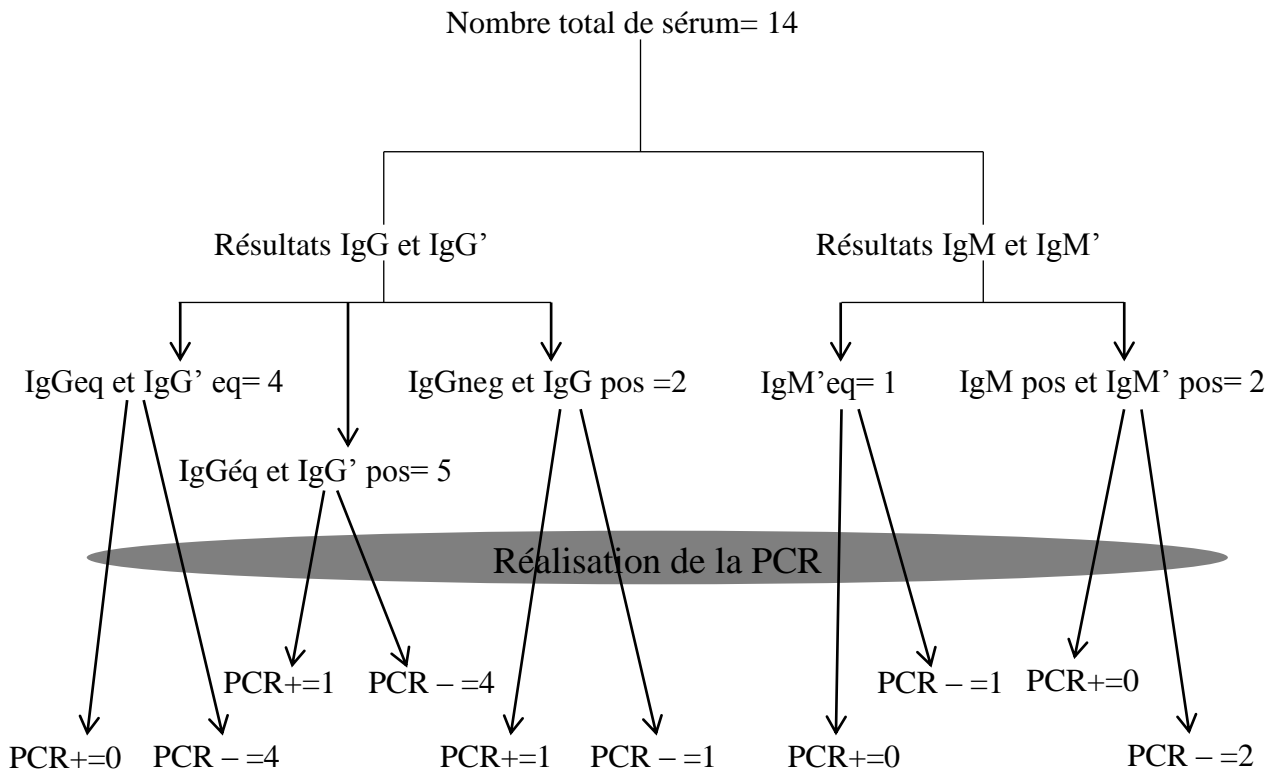 Nombre total de sérum= 14
Résultats IgG et IgG’
Résultats IgM et IgM’
IgGeq et IgG’ eq= 4
IgGneg et IgG pos =2
IgM’eq= 1
IgM pos et IgM’ pos= 2
IgGéq et IgG’ pos= 5
Réalisation de la PCR
PCR+=1
PCR – =4
PCR – =1
PCR+=0
PCR+=0
PCR – =4
PCR+=1
PCR – =1
PCR+=0
PCR – =2